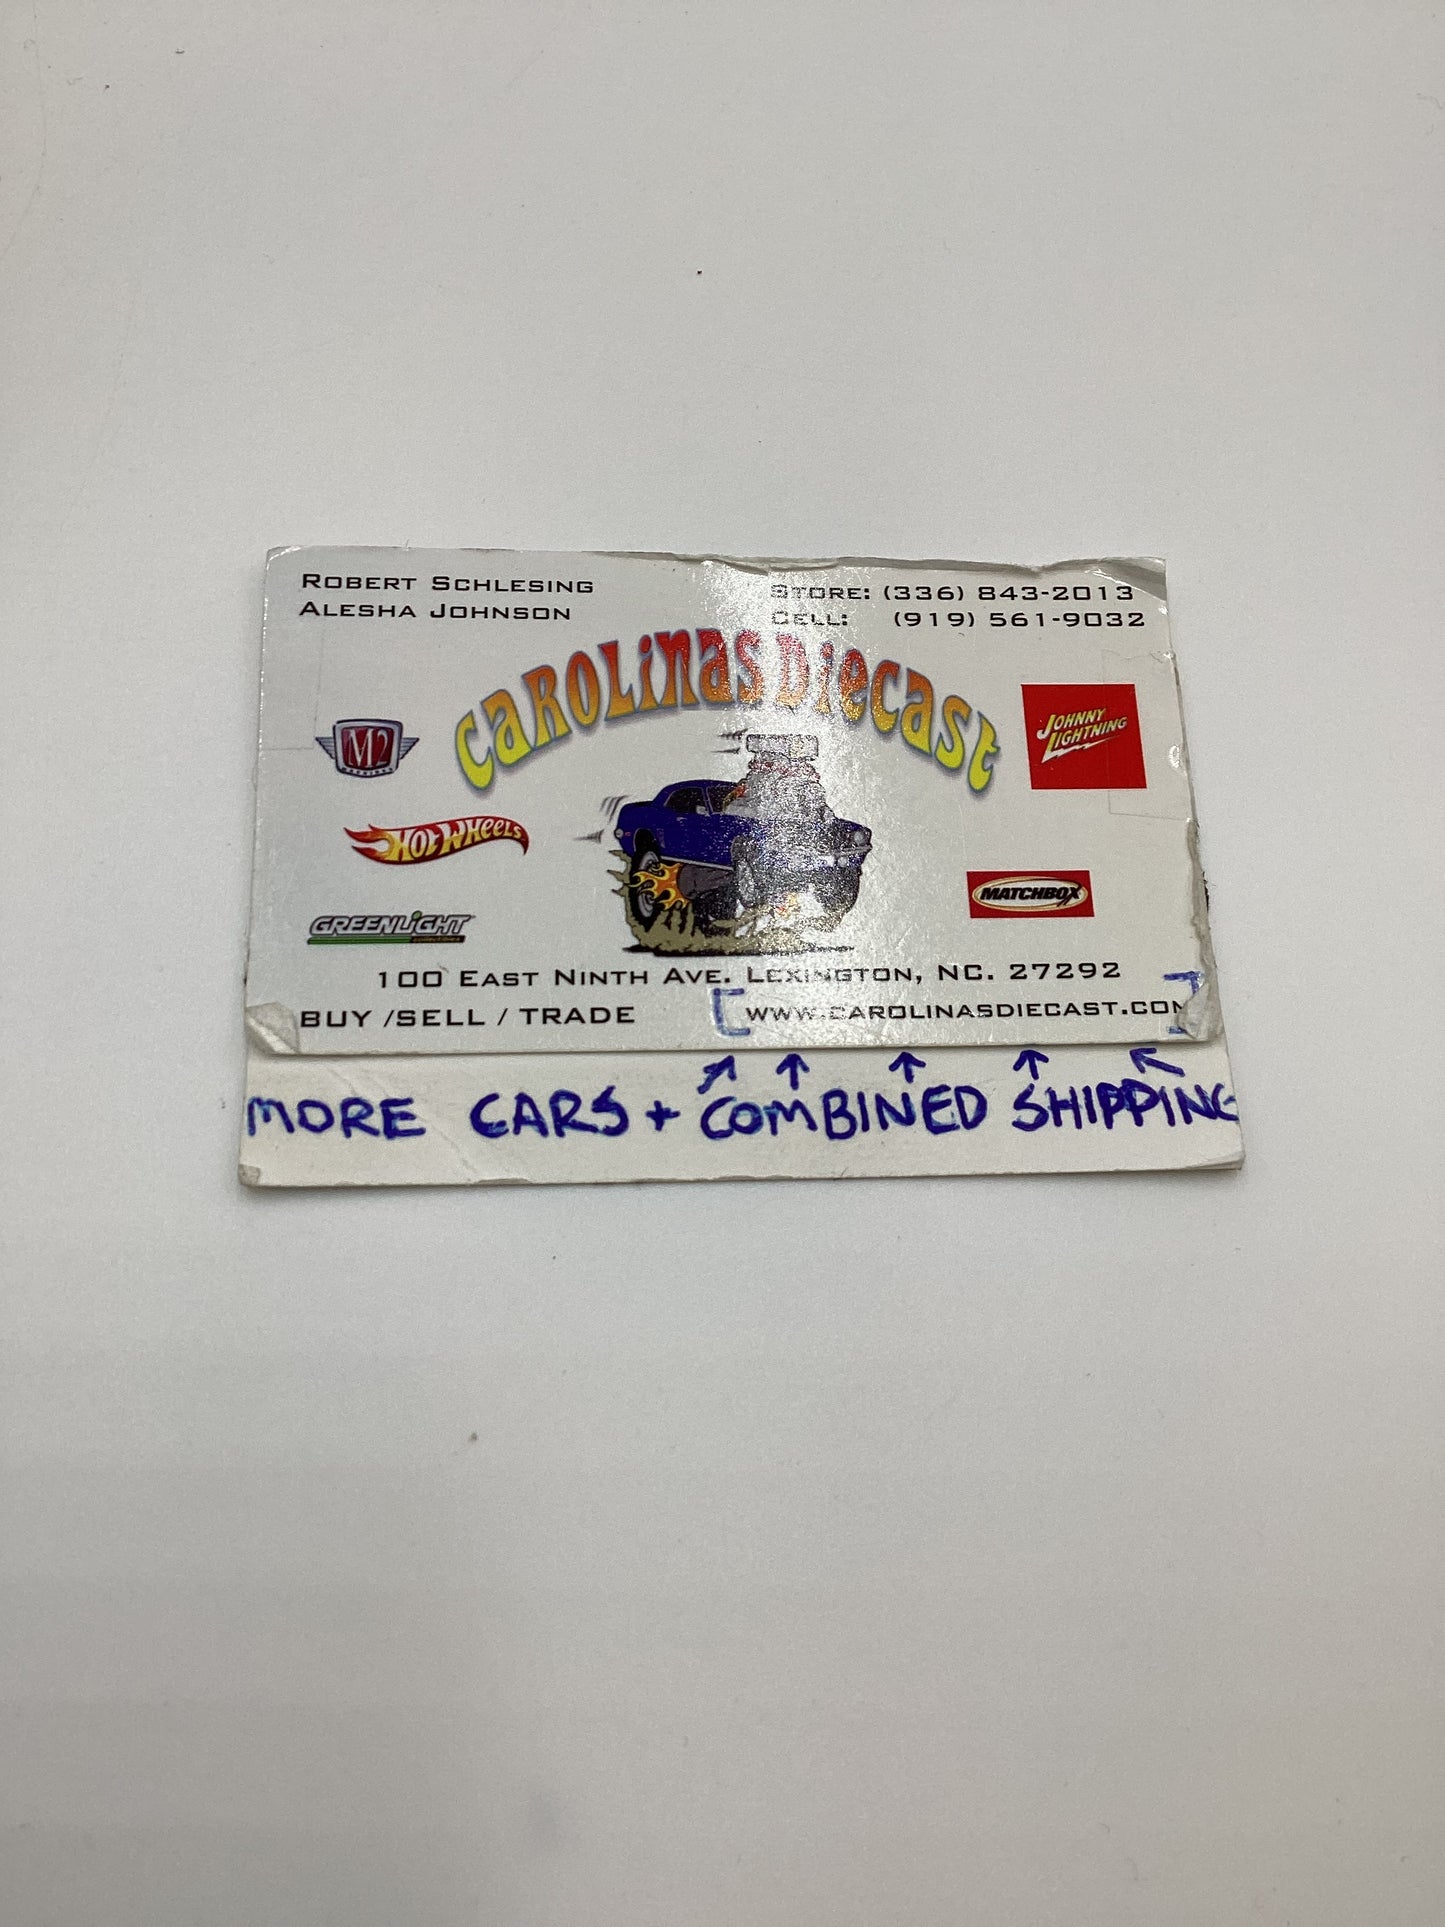 ROBERT SCHLESING
ALESHA JOHNSON
STORE: (336) 843-2013
CELL: (919) 561-9032
CAROLINAS DIECAST
M2
MACHINES
JOHNNY
LIGHTNING
HOT WHEELS
MATCHBOX
GREENLIGHT
100 EAST NINTH AVE. LEXINGTON, NC. 27292
BUY /SELL / TRADE
[WWW.CAROLINASDIECAST.COM]
MORE CARS + COMBINED SHIPPING